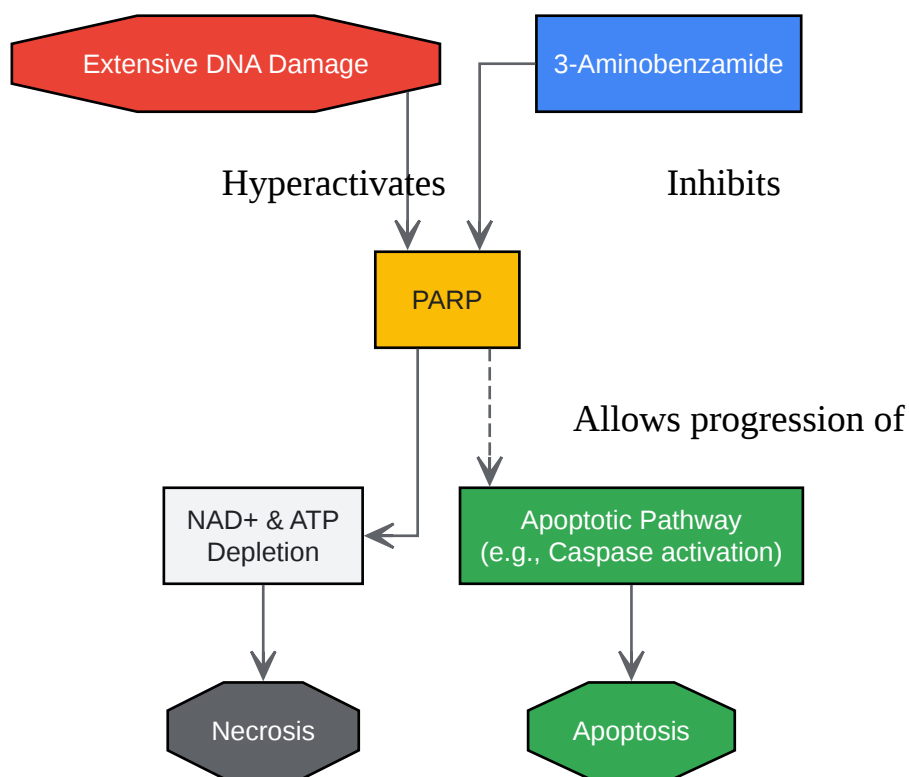 Extensive DNA Damage
3-Aminobenzamide
Hyperactivates
Inhibits
PARP
Allows progression of
NAD+ & ATP
Depletion
Apoptotic Pathway
(e.g., Caspase activation)
Necrosis
Apoptosis